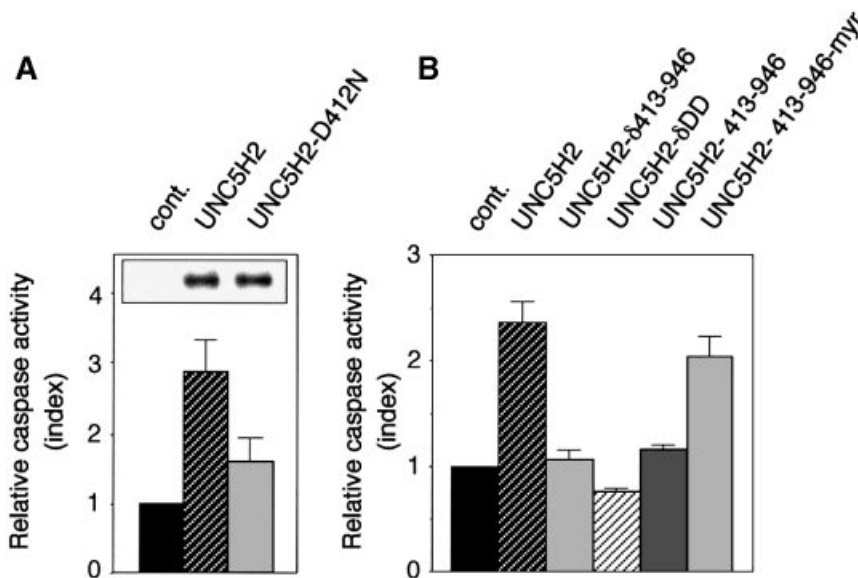 A
cont.
UNC5H2
UNC5H2-D412N
Relative caspase activity
(index)
4
3
2
1
0
B
cont.
UNC5H2
UNC5H2-δ413-946
UNC5H2-δDD
UNC5H2- 413-946
UNC5H2- 413-946-myr
Relative caspase activity
(index)
3
2
1
0